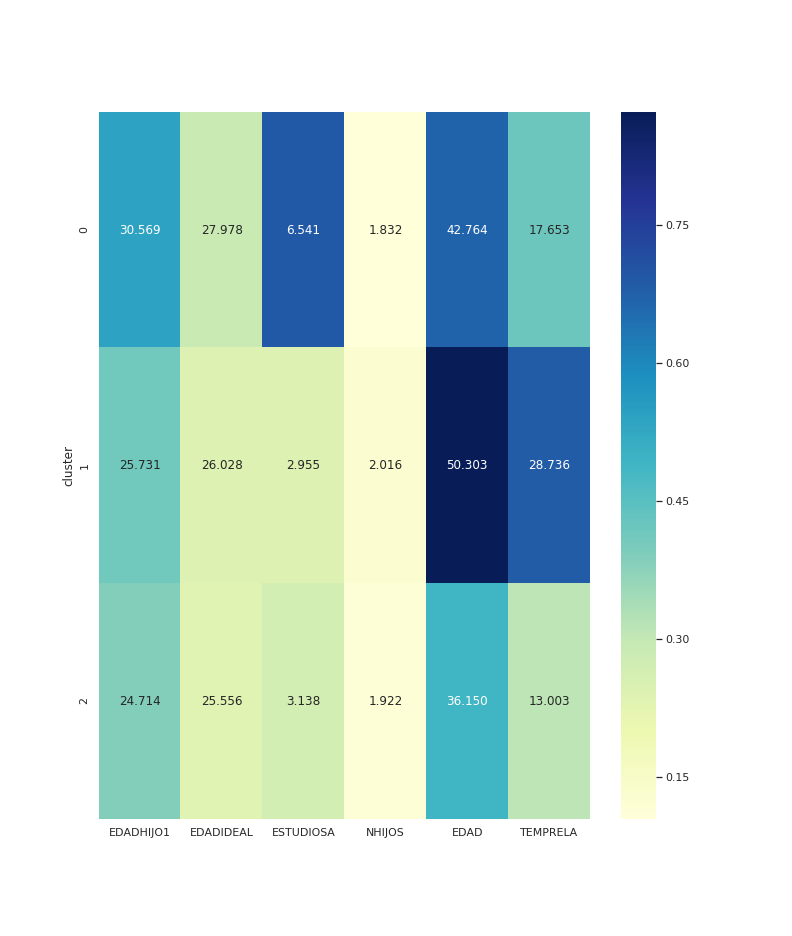 0 30.569 27.978 6.541 1.832 42.764 17.653
cluster
1 25.731 26.028 2.955 2.016 50.303 28.736
2 24.714 25.556 3.138 1.922 36.150 13.003
EDADHIJO1 EDADIDEAL ESTUDIOSA NHIJOS EDAD TEMPRELA
0.75
0.60
0.45
0.30
0.15